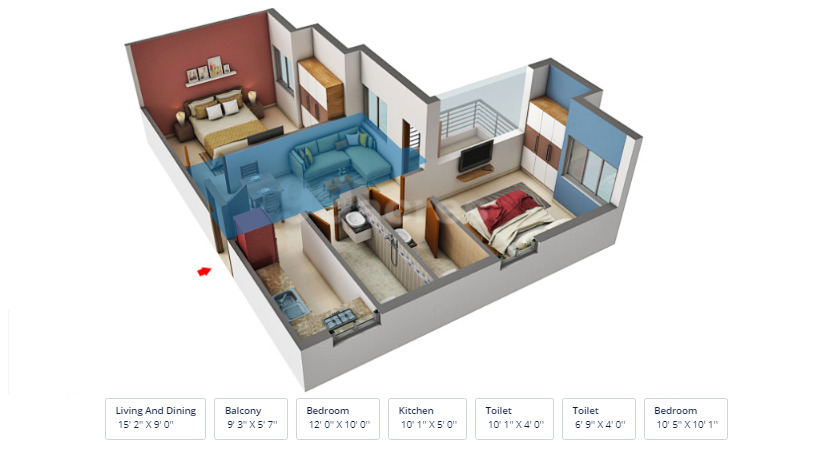 Living And Dining
15' 2" X 9' 0"
Balcony
9' 3" X 5' 7"
Bedroom
12' 0" X 10' 0"
Kitchen
10' 1" X 5' 0"
Toilet
10' 1" X 4' 0"
Toilet
6' 9" X 4' 0"
Bedroom
10' 5" X 10' 1"